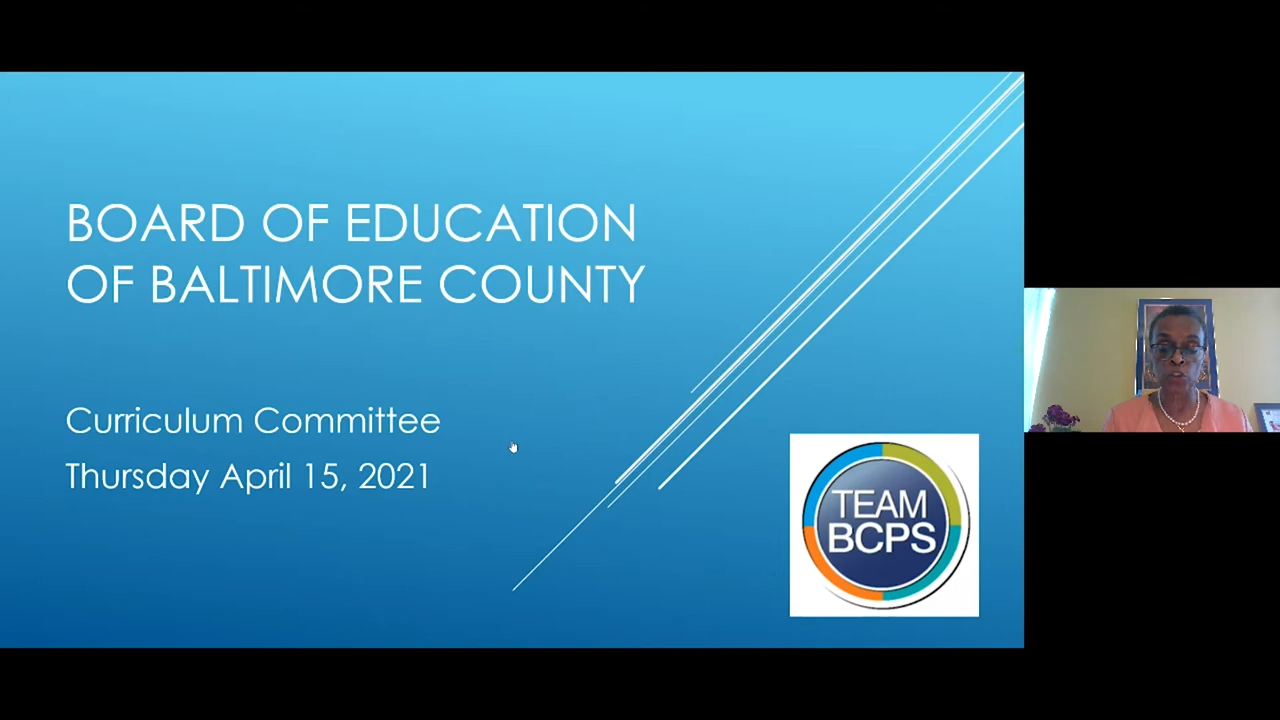 BOARD OF EDUCATION
OF BALTIMORE COUNTY
Curriculum Committee
Thursday April 15, 2021
TEAM
BCPS